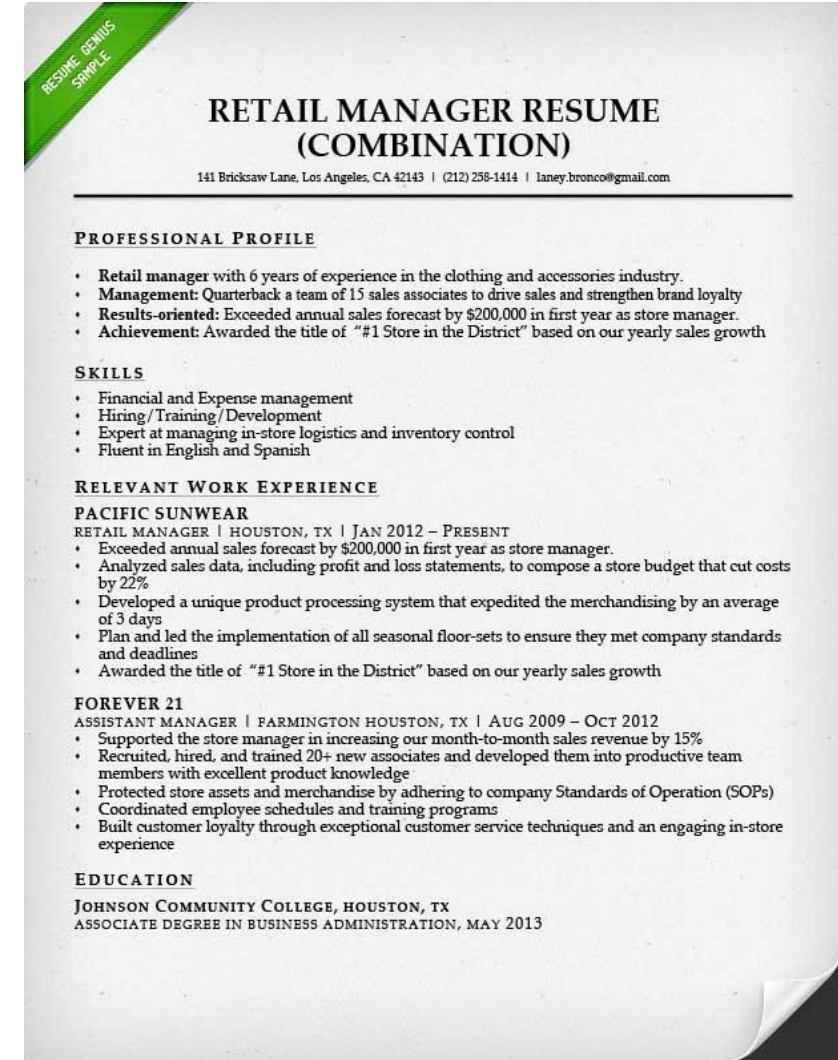 RESUME GENIUS
SAMPLE
RETAIL MANAGER RESUME
(COMBINATION)
141 Bricksaw Lane, Los Angeles, CA 42143 | (212) 258-1414 | laney.bronco@gmail.com
PROFESSIONAL PROFILE
• Retail manager with 6 years of experience in the clothing and accessories industry.
• Management: Quarterback a team of 15 sales associates to drive sales and strengthen brand loyalty
• Results-oriented: Exceeded annual sales forecast by $200,000 in first year as store manager.
• Achievement: Awarded the title of “#1 Store in the District” based on our yearly sales growth
SKILLS
• Financial and Expense management
• Hiring/Training/Development
• Expert at managing in-store logistics and inventory control
• Fluent in English and Spanish
RELEVANT WORK EXPERIENCE
PACIFIC SUNWEAR
RETAIL MANAGER | HOUSTON, TX | JAN 2012 – PRESENT
• Exceeded annual sales forecast by $200,000 in first year as store manager.
• Analyzed sales data, including profit and loss statements, to compose a store budget that cut costs
by 22%
• Developed a unique product processing system that expedited the merchandising by an average
of 3 days
• Plan and led the implementation of all seasonal floor-sets to ensure they met company standards
and deadlines
• Awarded the title of “#1 Store in the District” based on our yearly sales growth
FOREVER 21
ASSISTANT MANAGER | FARMINGTON HOUSTON, TX | AUG 2009 – OCT 2012
• Supported the store manager in increasing our month-to-month sales revenue by 15%
• Recruited, hired, and trained 20+ new associates and developed them into productive team
members with excellent product knowledge
• Protected store assets and merchandise by adhering to company Standards of Operation (SOPs)
• Coordinated employee schedules and training programs
• Built customer loyalty through exceptional customer service techniques and an engaging in-store
experience
EDUCATION
JOHNSON COMMUNITY COLLEGE, HOUSTON, TX
ASSOCIATE DEGREE IN BUSINESS ADMINISTRATION, MAY 2013